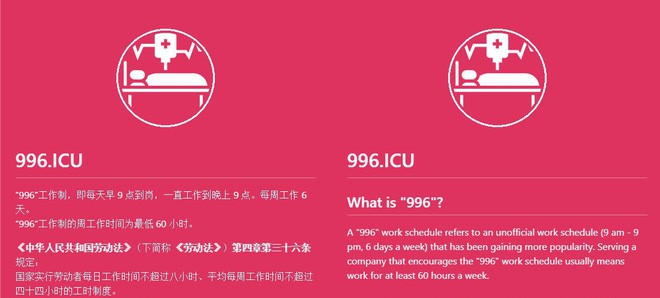 996.ICU
"996"工作制，即每天早 9 点到岗，一直工作到晚上 9 点。每周工作 6
天。
"996"工作制的周工作时间为最低 60 小时。
《中华人民共和国劳动法》（下简称《劳动法》）第四章第三十六条
规定：
国家实行劳动者每日工作时间不超过八小时、平均每周工作时间不超过
四十四小时的工时制度。
996.ICU
What is "996"?
A "996" work schedule refers to an unofficial work schedule (9 am - 9
pm, 6 days a week) that has been gaining more popularity. Serving a
company that encourages the "996" work schedule usually means
work for at least 60 hours a week.